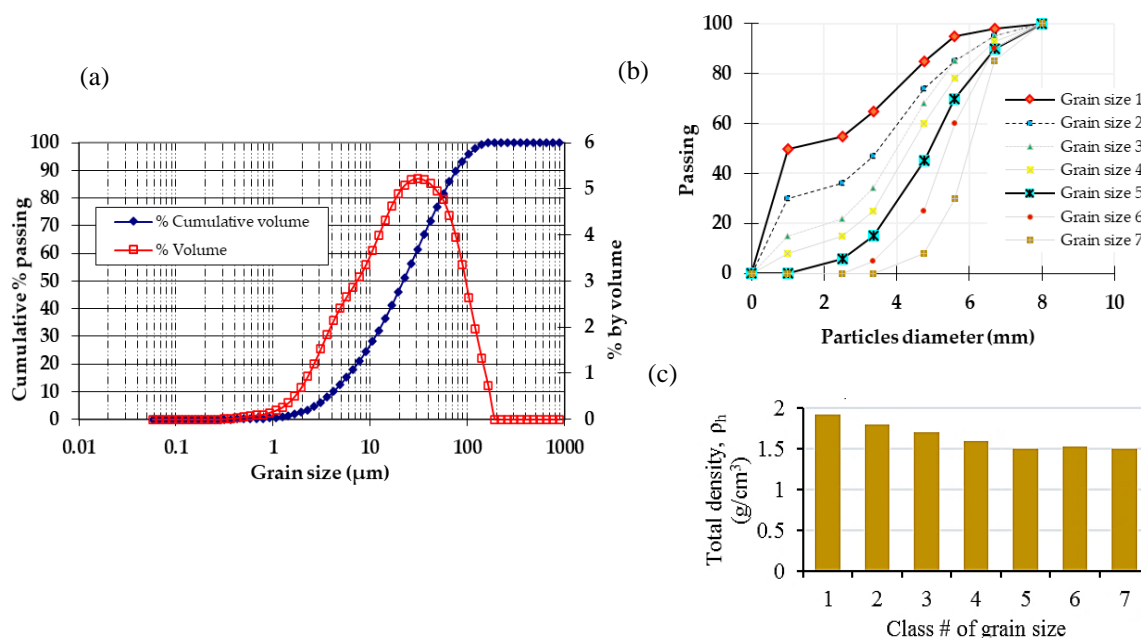 (a)
100
90
80
70
60
50
40
30
20
10
0
Cumulative % passing
6
5
4
3
2
1
0
% by volume
% Cumulative volume
% Volume
0.01 0.1 1 10 100 1000
Grain size (µm)
(b)
100
80
60
40
20
0
Passing
0 2 4 6 8 10
Particles diameter (mm)
Grain size 1
Grain size 2
Grain size 3
Grain size 4
Grain size 5
Grain size 6
Grain size 7
(c)
2
1.5
1
0.5
0
Total density, ρh
(g/cm³)
1 2 3 4 5 6 7
Class # of grain size